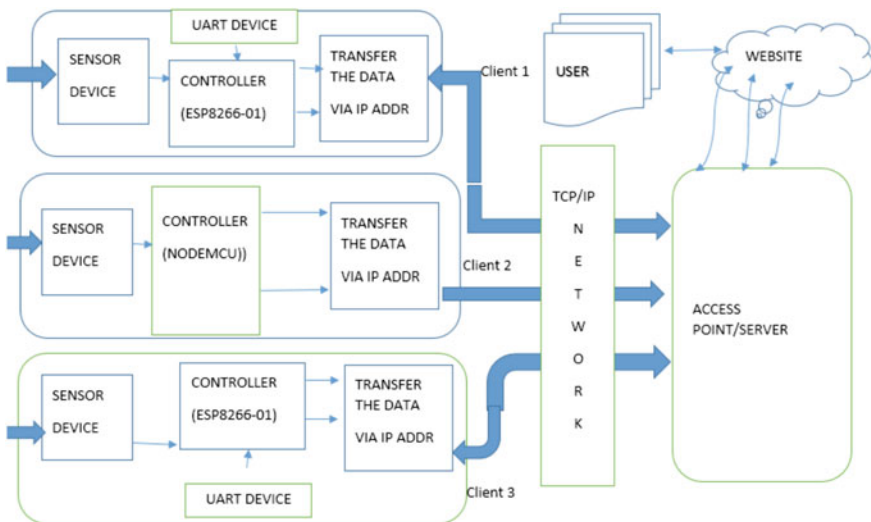 UART DEVICE
SENSOR
DEVICE
CONTROLLER
(ESP8266-01)
TRANSFER
THE DATA
VIA IP ADDR
Client 1
USER
WEBSITE
SENSOR
DEVICE
CONTROLLER
(NODEMCU))
TRANSFER
THE DATA
VIA IP ADDR
Client 2
TCP/IP
N
E
T
W
O
R
K
ACCESS
POINT/SERVER
SENSOR
DEVICE
CONTROLLER
(ESP8266-01)
TRANSFER
THE DATA
VIA IP ADDR
UART DEVICE
Client 3